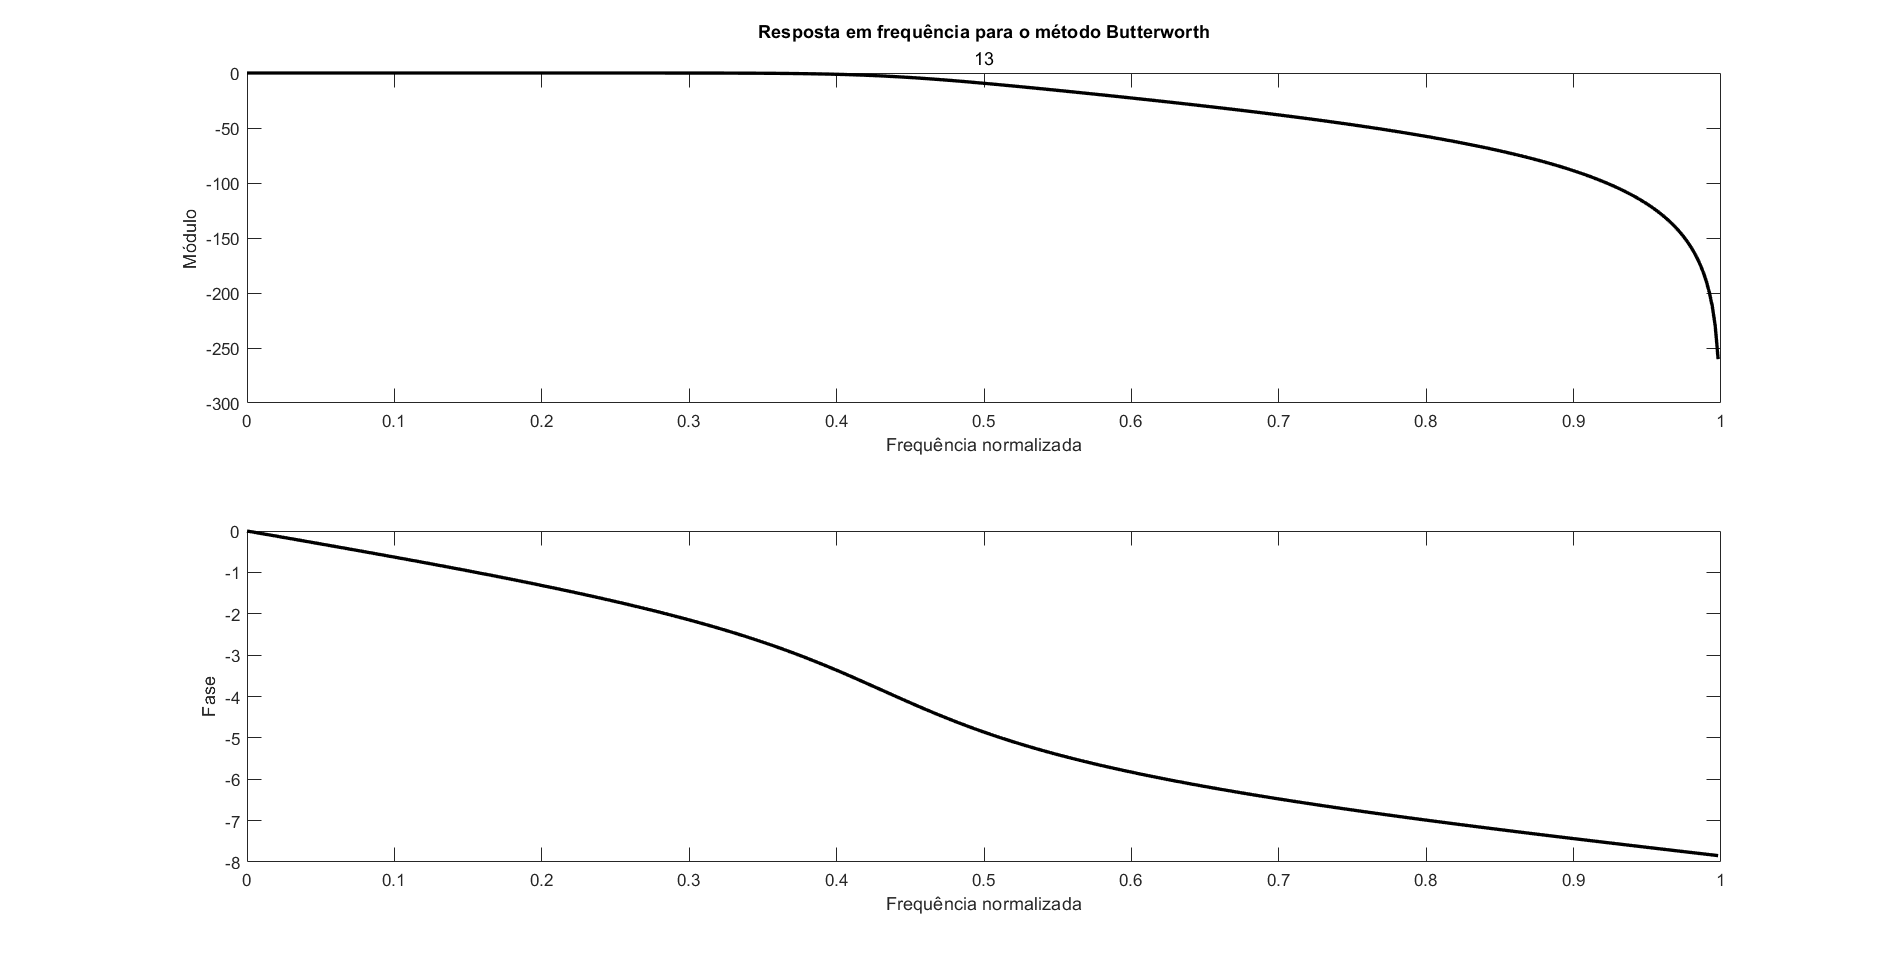 Resposta em frequência para o método Butterworth
13
0
-50
-100
-150
-200
-250
-300
Módulo
0 0.1 0.2 0.3 0.4 0.5 0.6 0.7 0.8 0.9 1
Frequência normalizada
0
-1
-2
-3
-4
-5
-6
-7
-8
Fase
0 0.1 0.2 0.3 0.4 0.5 0.6 0.7 0.8 0.9 1
Frequência normalizada